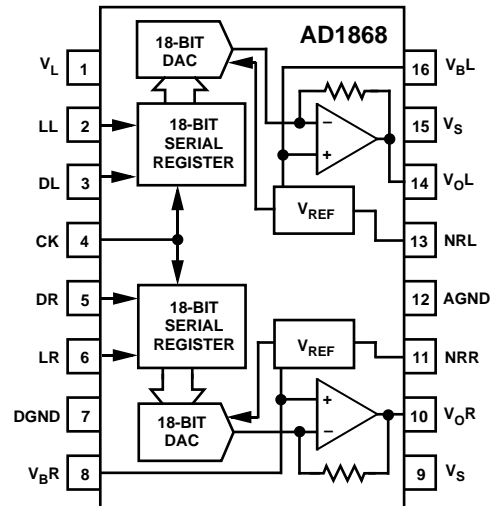 AD1868
18-BIT
DAC
18-BIT
SERIAL
REGISTER
VREF
18-BIT
SERIAL
REGISTER
VREF
18-BIT
DAC
−
+
+
−
VL 1
LL 2
DL 3
CK 4
DR 5
LR 6
DGND 7
VBR 8
16 VBL
15 VS
14 VOL
13 NRL
12 AGND
11 NRR
10 VOR
9 VS